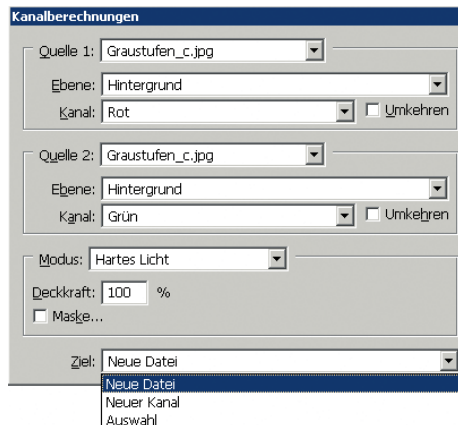 Kanalberechnungen
Quelle 1: Graustufen_c.jpg
Ebene: Hintergrund
Kanal: Rot Umkehren
Quelle 2: Graustufen_c.jpg
Ebene: Hintergrund
Kanal: Grün Umkehren
Modus: Hartes Licht
Deckkraft: 100 %
Maske...
Ziel: Neue Datei
Neue Datei
Neuer Kanal
Auswahl